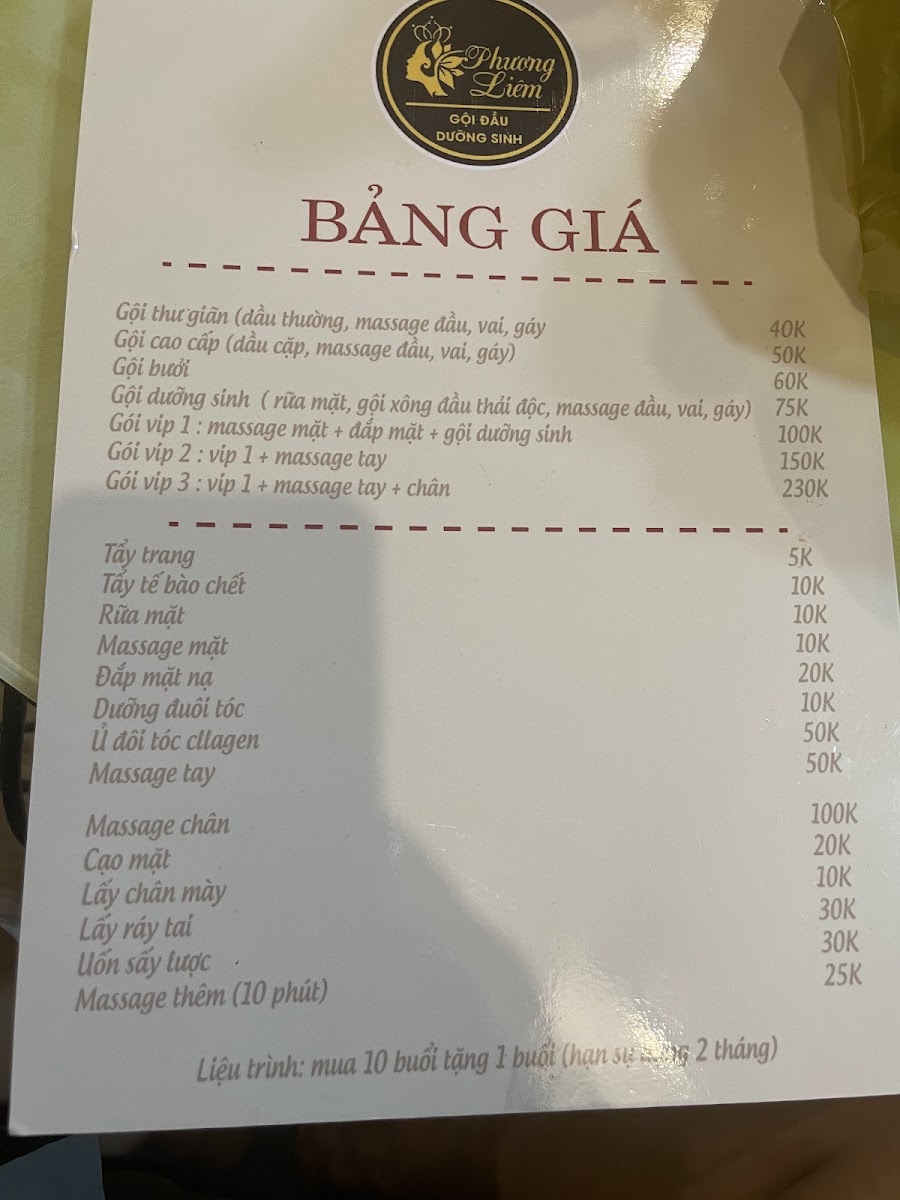 Phương
Liêm
GỘI ĐẦU
DƯỠNG SINH
BẢNG GIÁ
Gội thư giãn (dầu thường, massage đầu, vai, gáy 40K
Gội cao cấp (dầu cặp, massage đầu, vai, gáy) 50K
Gội bưởi 60K
Gội dưỡng sinh ( rữa mặt, gội xông đầu thải độc, massage đầu, vai, gáy) 75K
Gói vip 1 : massage mặt + đắp mặt + gội dưỡng sinh 100K
Gói vip 2 : vip 1 + massage tay 150K
Gói vip 3 : vip 1 + massage tay + chân 230K
Tẩy trang 5K
Tẩy tế bào chết 10K
Rữa mặt 10K
Massage mặt 10K
Đắp mặt nạ 20K
Dưỡng đuôi tóc 10K
Ủ đôi tóc cllagen 50K
Massage tay 50K
Massage chân 100K
Cạo mặt 20K
Lấy chân mày 10K
Lấy ráy tai 30K
Uốn sấy lược 30K
Massage thêm (10 phút) 25K
Liệu trình: mua 10 buổi tặng 1 buổi (hạn sự 2 tháng)